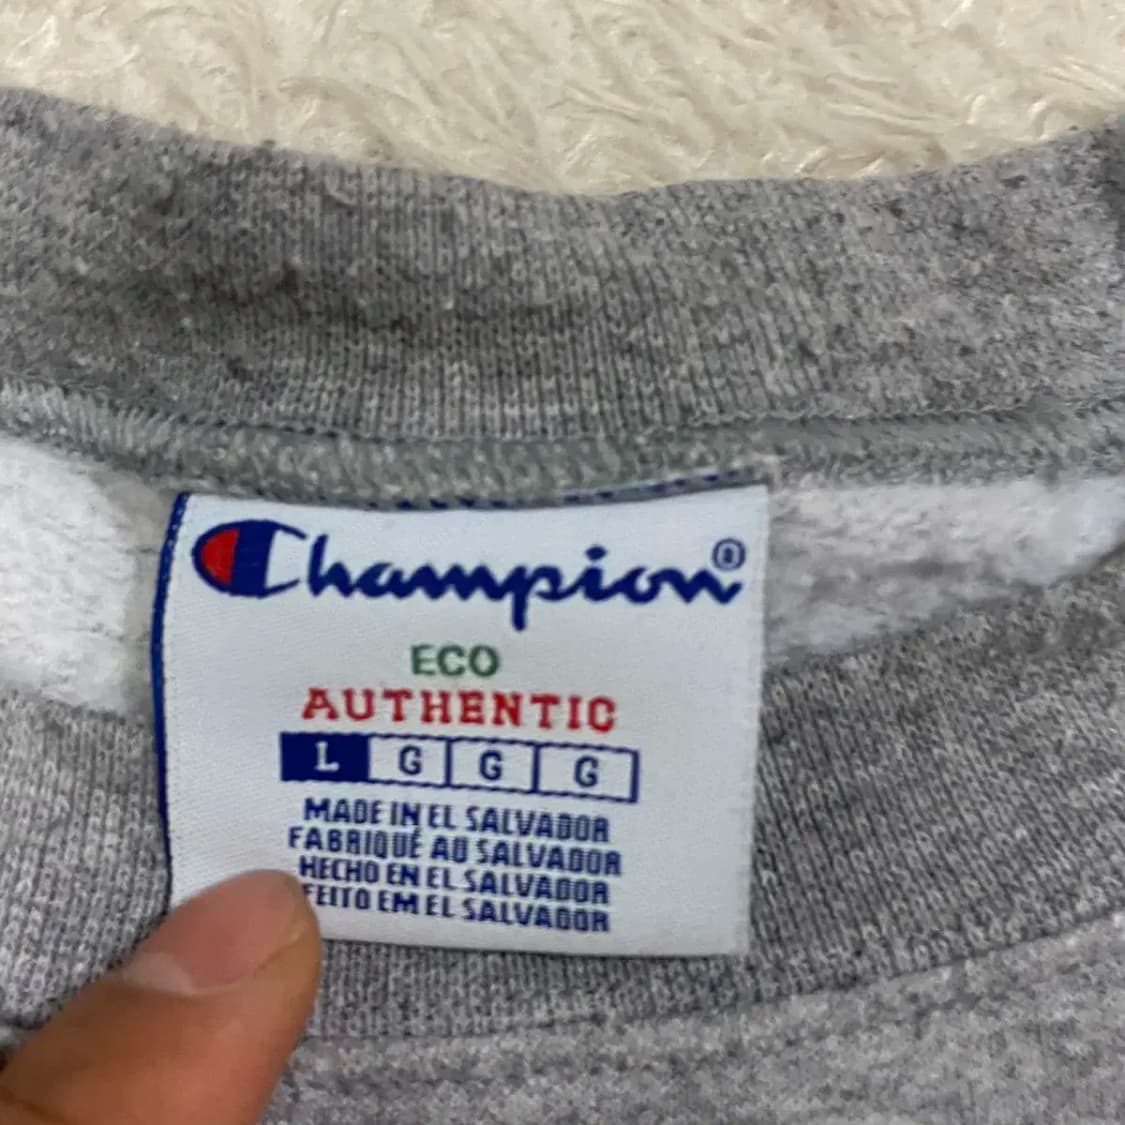 Champion®
ECO
AUTHENTIC
L G G G
MADE IN EL SALVADOR
FABRIQUÉ AU SALVADOR
HECHO EN EL SALVADOR
FEITO EM EL SALVADOR